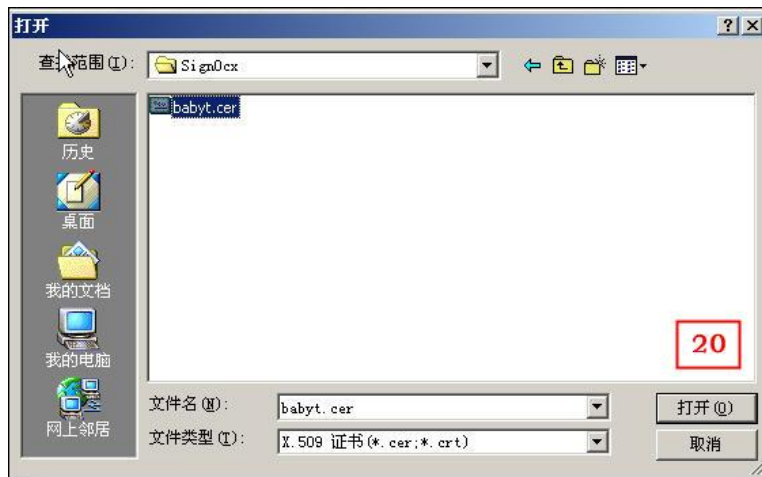 打开
查找范围(I):
SignOcx
babyt.cer
历史
桌面
我的文档
我的电脑
网上邻居
20
文件名(N):
babyt.cer
打开(O)
文件类型(T):
X.509 证书(*.cer;*.crt)
取消